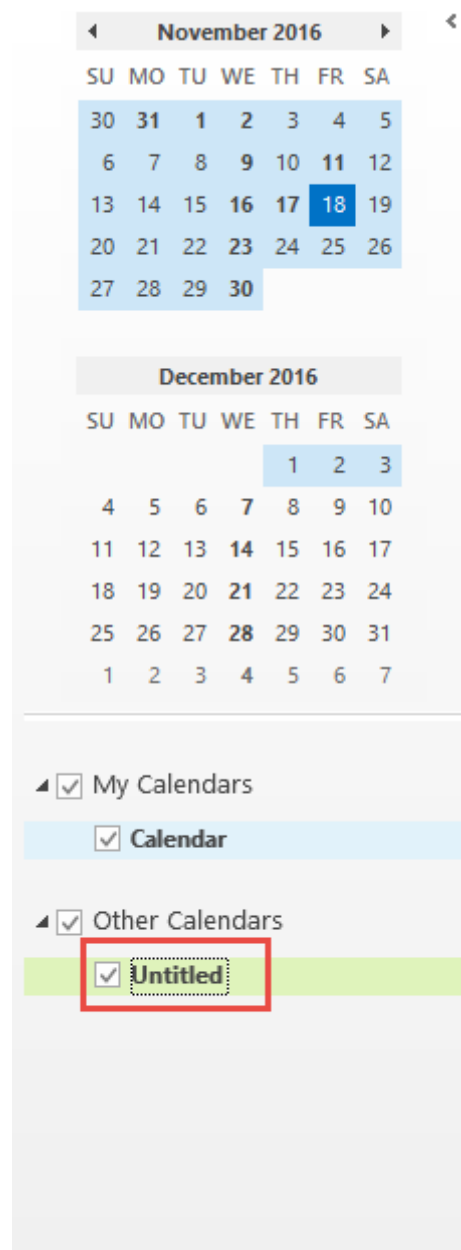 November 2016
SU MO TU WE TH FR SA
30 31 1 2 3 4 5
6 7 8 9 10 11 12
13 14 15 16 17 18 19
20 21 22 23 24 25 26
27 28 29 30
December 2016
SU MO TU WE TH FR SA
1 2 3
4 5 6 7 8 9 10
11 12 13 14 15 16 17
18 19 20 21 22 23 24
25 26 27 28 29 30 31
1 2 3 4 5 6 7
My Calendars
Calendar
Other Calendars
Untitled